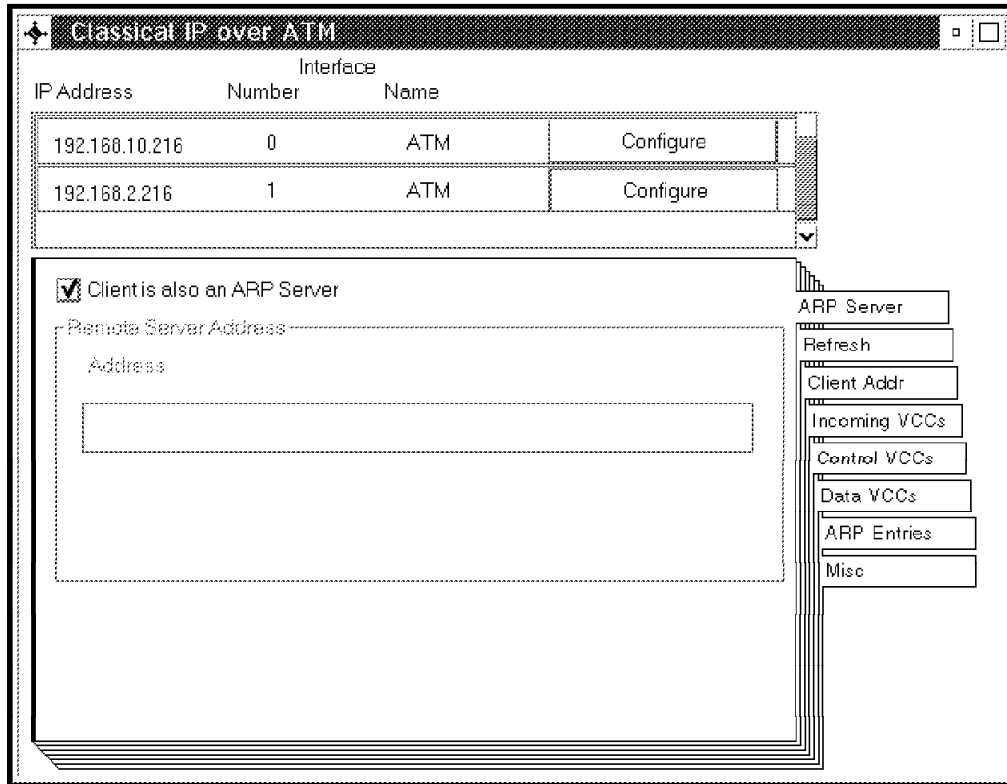 Classical IP over ATM
Interface
IP Address Number Name
192.168.10.216 0 ATM Configure
192.168.2.216 1 ATM Configure
Client is also an ARP Server
Remote Server Address
Address
ARP Server
Refresh
Client Addr
Incoming VCCs
Control VCCs
Data VCCs
ARP Entries
Misc